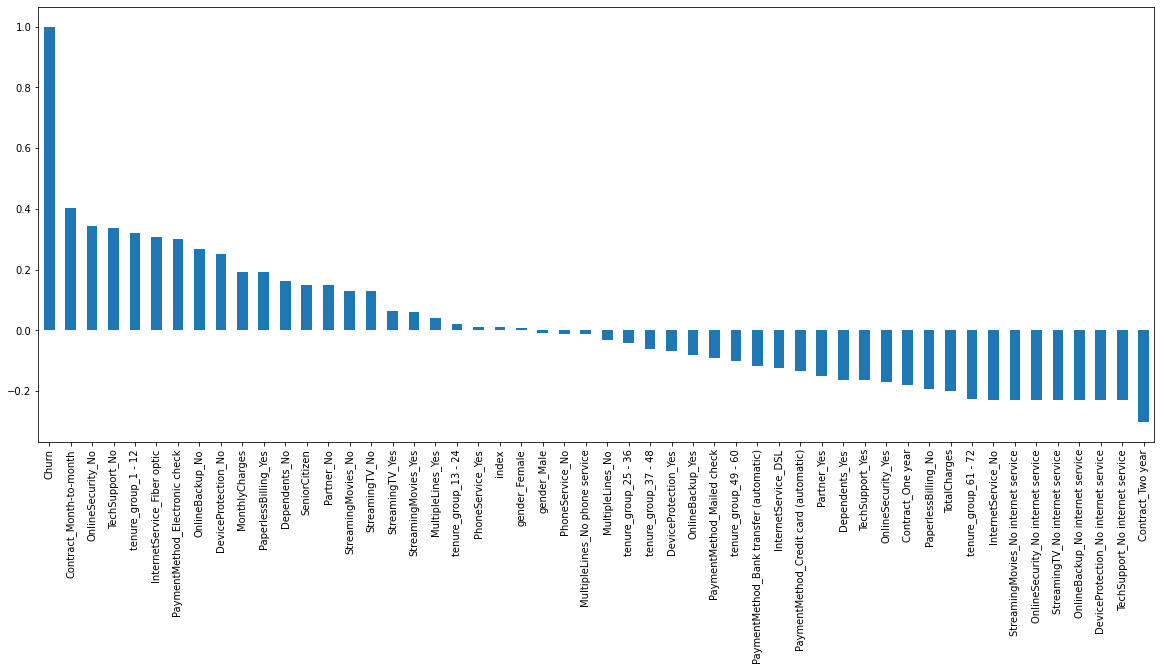 1.0
0.8
0.6
0.4
0.2
0.0
−0.2
Churn
Contract_Month-to-month
OnlineSecurity_No
TechSupport_No
tenure_group_1 - 12
InternetService_Fiber optic
PaymentMethod_Electronic check
OnlineBackup_No
DeviceProtection_No
MonthlyCharges
PaperlessBilling_Yes
Dependents_No
SeniorCitizen
Partner_No
StreamingMovies_No
StreamingTV_No
StreamingTV_Yes
StreamingMovies_Yes
MultipleLines_Yes
tenure_group_13 - 24
PhoneService_Yes
index
gender_Female
gender_Male
PhoneService_No
MultipleLines_No phone service
MultipleLines_No
tenure_group_25 - 36
tenure_group_37 - 48
DeviceProtection_Yes
OnlineBackup_Yes
PaymentMethod_Mailed check
tenure_group_49 - 60
PaymentMethod_Bank transfer (automatic)
InternetService_DSL
PaymentMethod_Credit card (automatic)
Partner_Yes
Dependents_Yes
TechSupport_Yes
OnlineSecurity_Yes
Contract_One year
PaperlessBilling_No
TotalCharges
tenure_group_61 - 72
InternetService_No
StreamingMovies_No internet service
OnlineSecurity_No internet service
StreamingTV_No internet service
OnlineBackup_No internet service
DeviceProtection_No internet service
TechSupport_No internet service
Contract_Two year